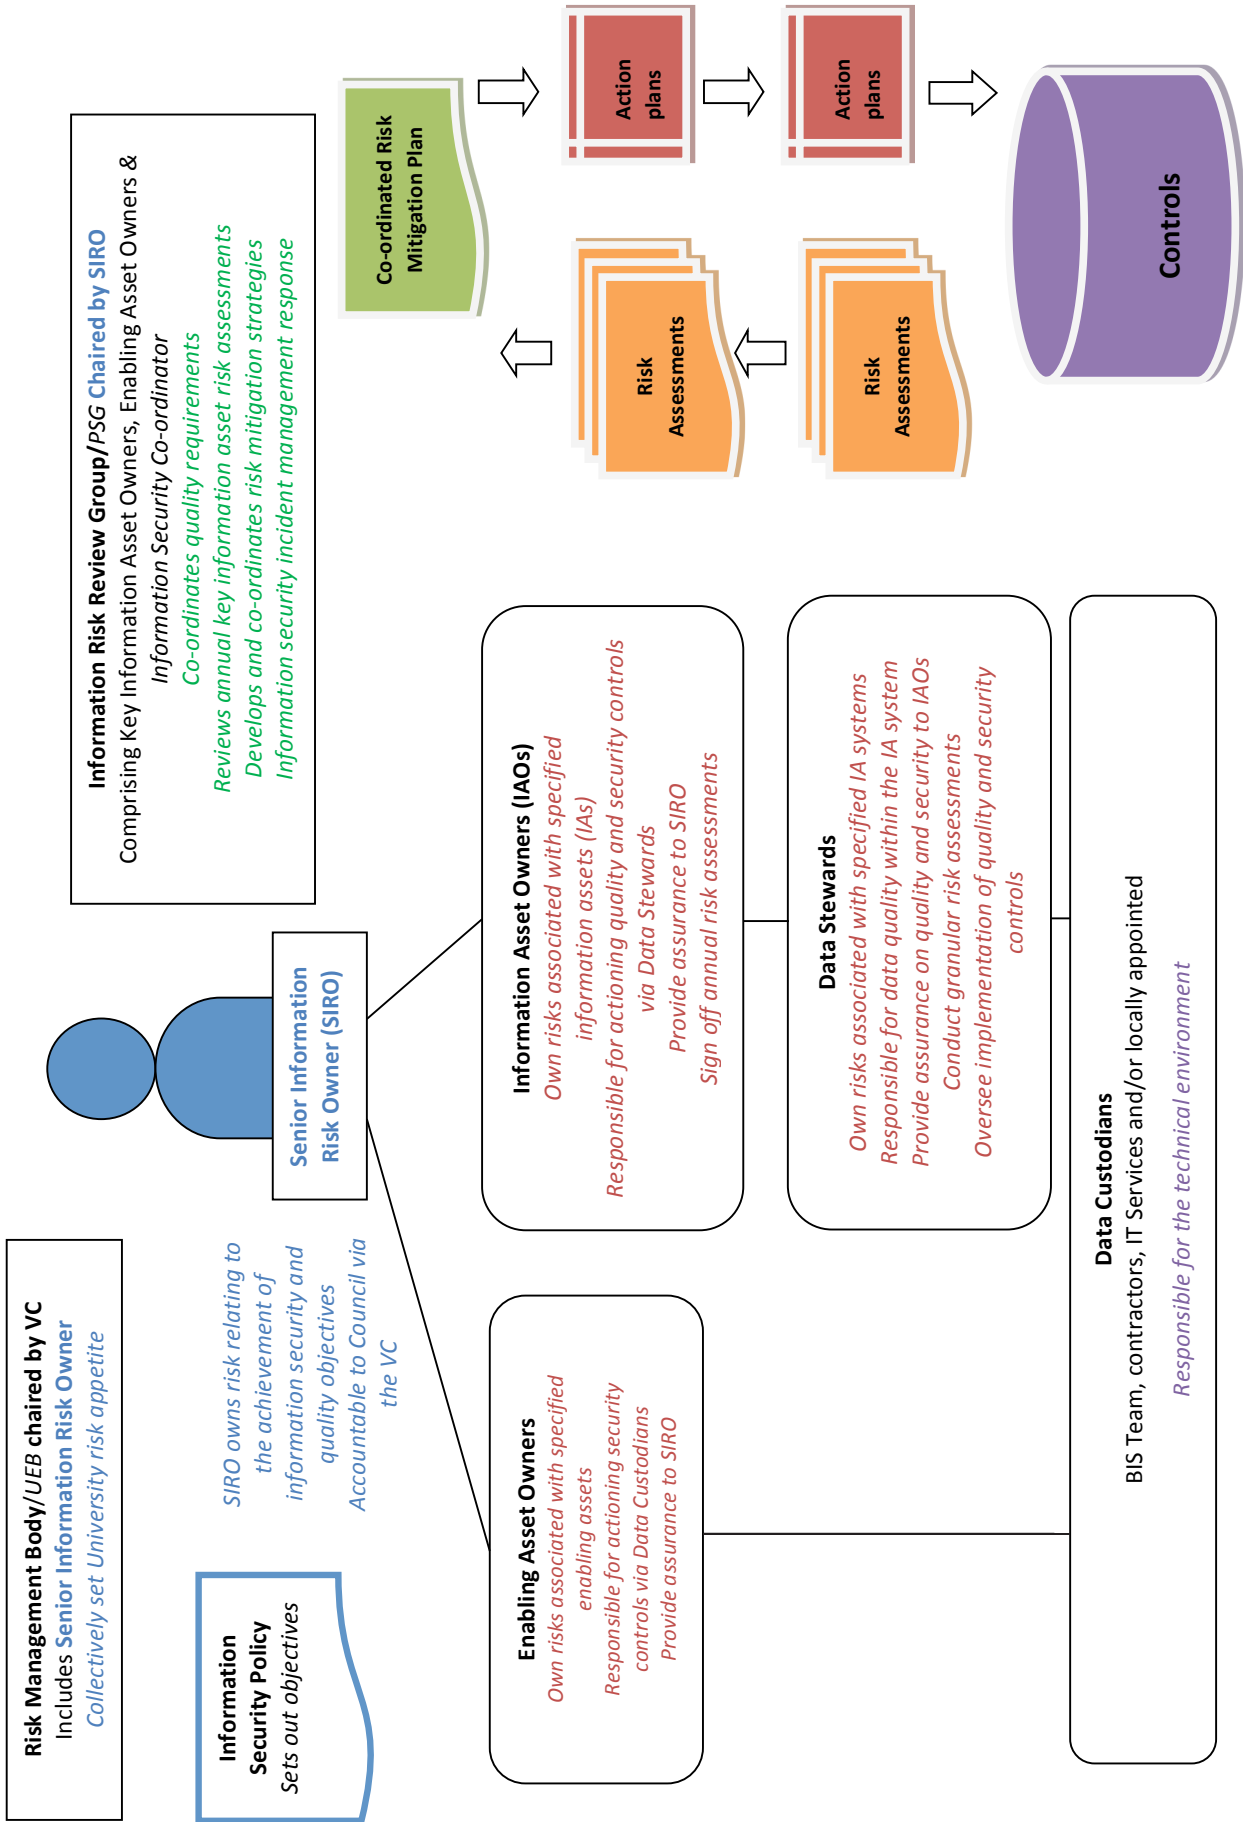 Risk Management Body/UEB chaired by VC
Includes Senior Information Risk Owner
Collectively set University risk appetite
Information
Security Policy
Sets out objectives
SIRO owns risk relating to
the achievement of
information security and
quality objectives
Accountable to Council via
the VC
Senior Information
Risk Owner (SIRO)
Information Risk Review Group/PSG Chaired by SIRO
Comprising Key Information Asset Owners, Enabling Asset Owners &
Information Security Co-ordinator
Co-ordinates quality requirements
Reviews annual key information asset risk assessments
Develops and co-ordinates risk mitigation strategies
Information security incident management response
Enabling Asset Owners
Own risks associated with specified
enabling assets
Responsible for actioning security
controls via Data Custodians
Provide assurance to SIRO
Information Asset Owners (IAOs)
Own risks associated with specified
information assets (IAs)
Responsible for actioning quality and security controls
via Data Stewards
Provide assurance to SIRO
Sign off annual risk assessments
Data Stewards
Own risks associated with specified IA systems
Responsible for data quality within the IA system
Provide assurance on quality and security to IAOs
Conduct granular risk assessments
Oversee implementation of quality and security
controls
Data Custodians
BIS Team, contractors, IT Services and/or locally appointed
Responsible for the technical environment
Co-ordinated Risk
Mitigation Plan
Risk
Assessments
Action
plans
Risk
Assessments
Action
plans
Controls